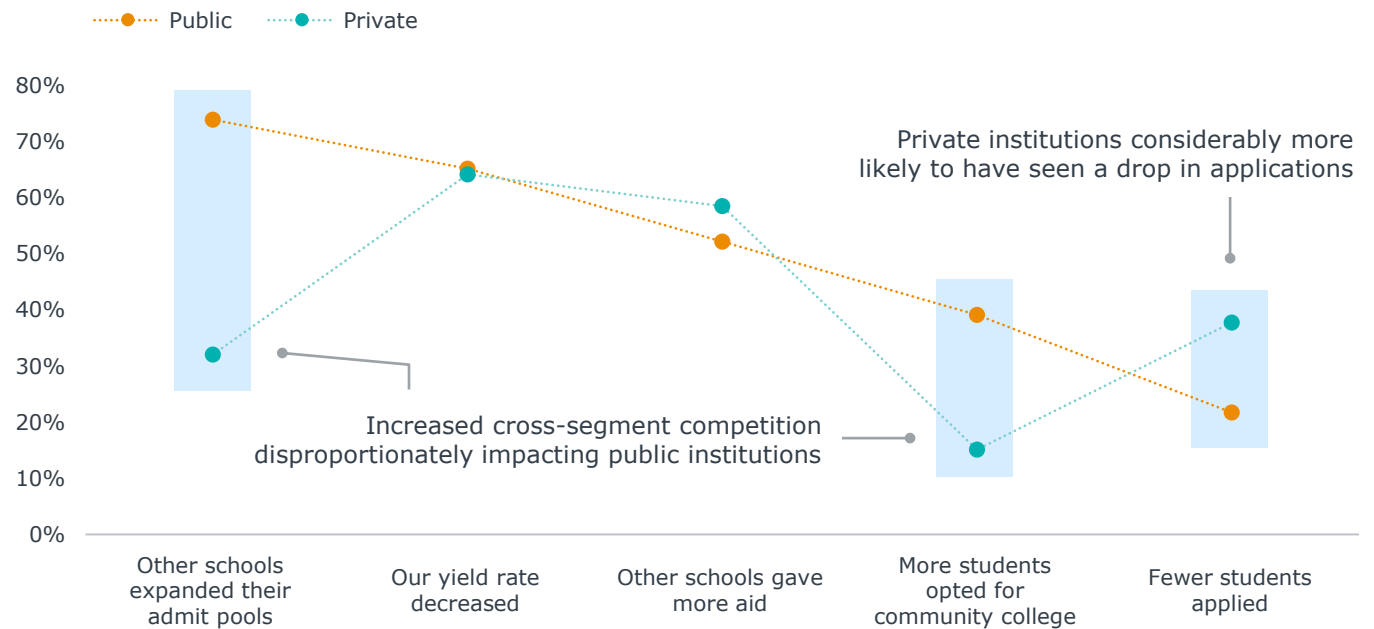 Public
Private
80%
70%
60%
50%
40%
30%
20%
10%
0%
Private institutions considerably more
likely to have seen a drop in applications
Increased cross-segment competition
disproportionately impacting public institutions
Other schools
expanded their
admit pools
Our yield rate
decreased
Other schools gave
more aid
More students
opted for
community college
Fewer students
applied